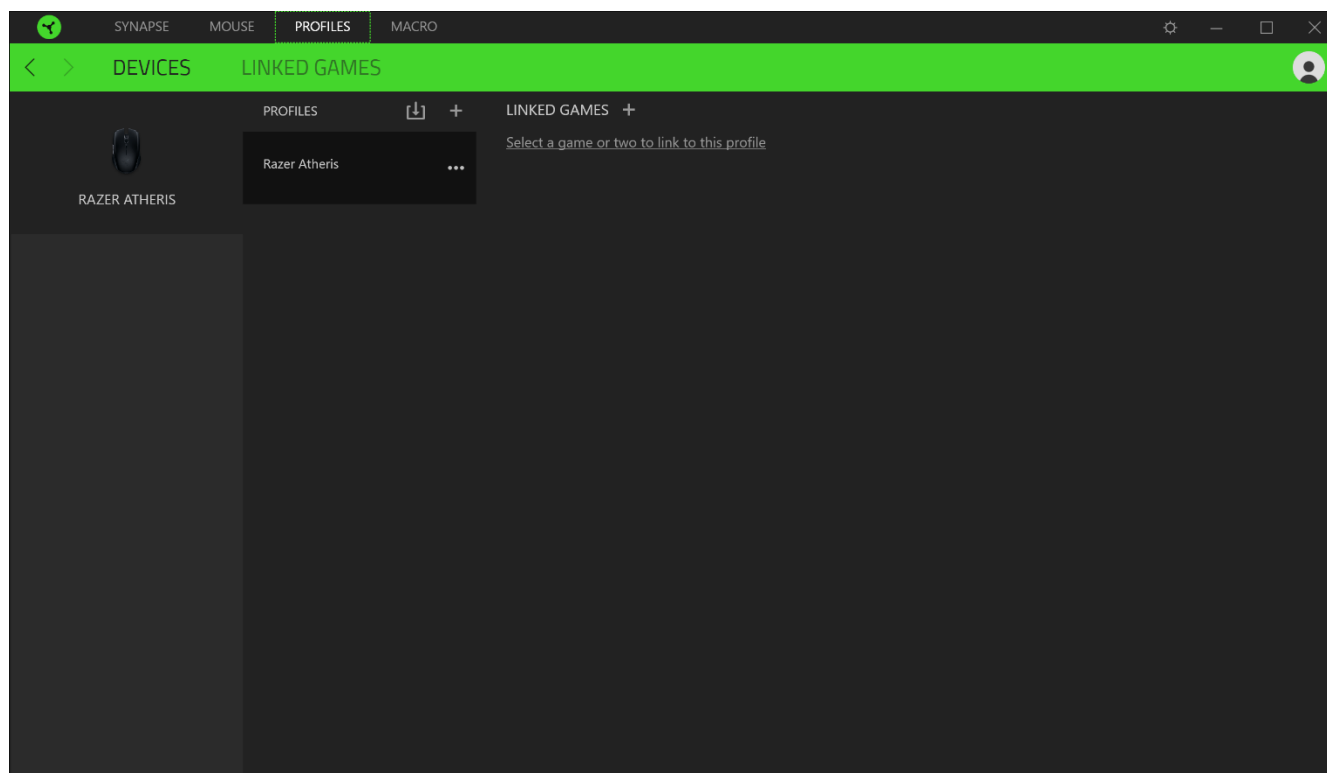 SYNAPSE MOUSE PROFILES MACRO
DEVICES LINKED GAMES
RAZER ATHERIS
PROFILES
Razer Atheris
LINKED GAMES
Select a game or two to link to this profile